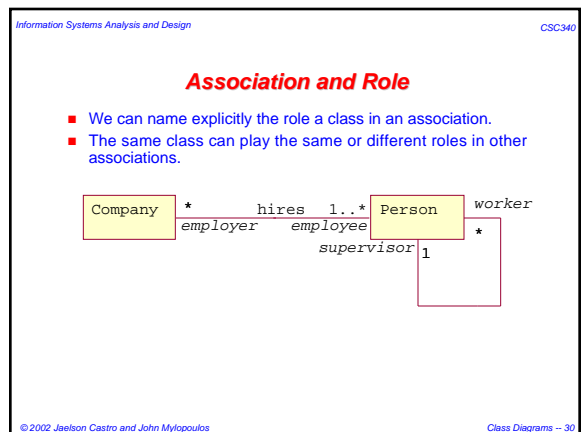 Information Systems Analysis and Design CSC340
Association and Role
We can name explicitly the role a class in an association.
The same class can play the same or different roles in other
associations.
Company * hires 1..* Person worker
employer employee *
supervisor 1
© 2002 Jaelson Castro and John Mylopoulos Class Diagrams -- 30